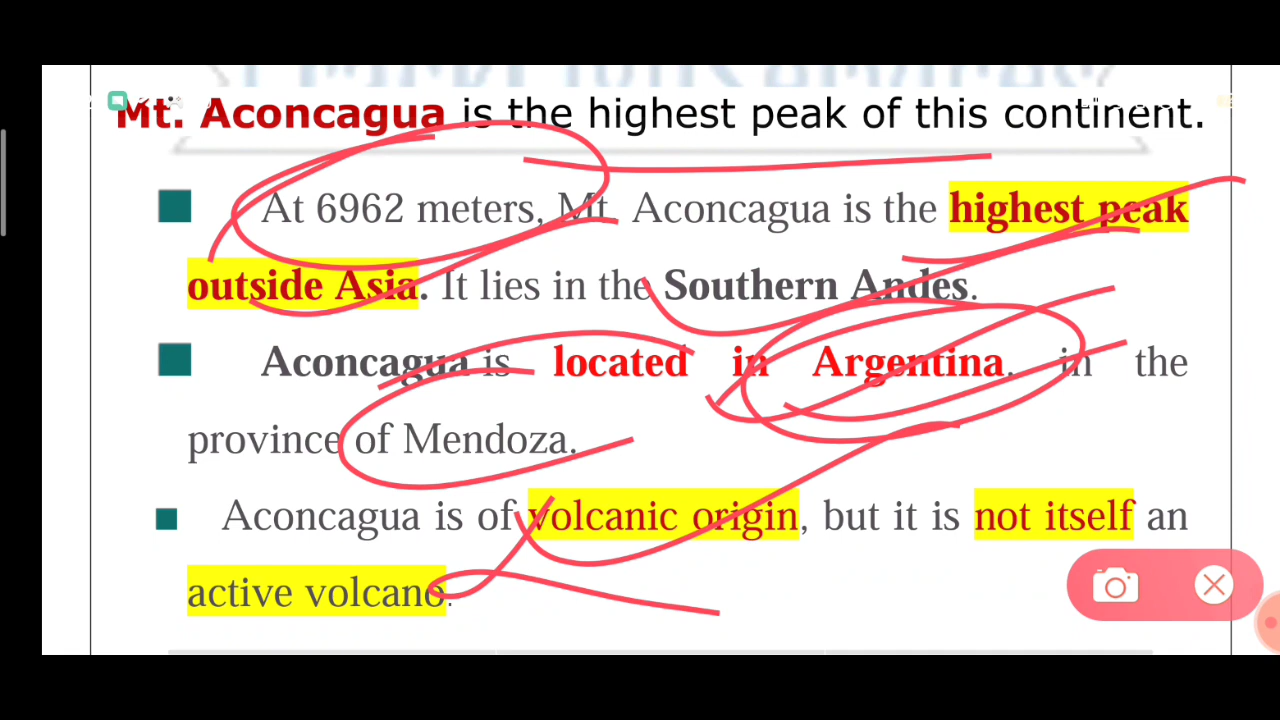 Mt. Aconcagua is the highest peak of this continent.
At 6962 meters, Mt. Aconcagua is the highest peak
outside Asia. It lies in the Southern Andes.
Aconcagua is located in Argentina. in the
province of Mendoza.
Aconcagua is of volcanic origin, but it is not itself an
active volcano.